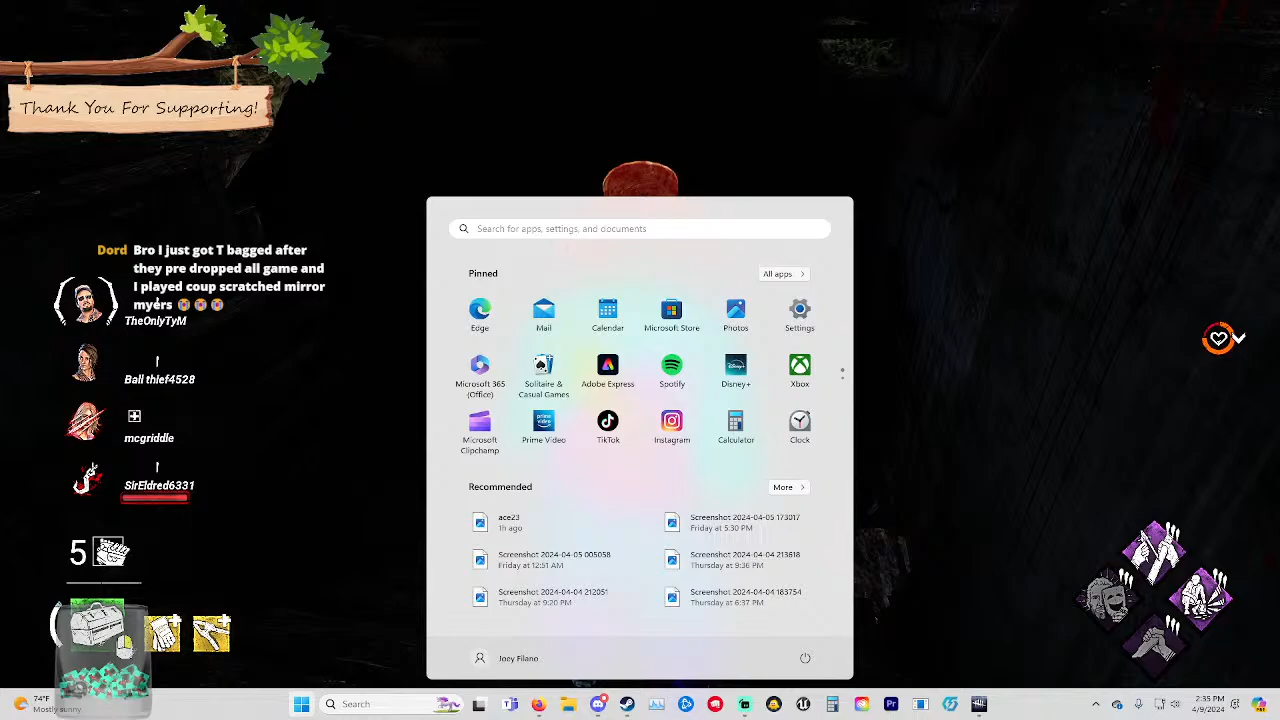 Thank You For Supporting!
Dord Bro I just got T bagged after
they pre dropped all game and
I played coup scratched mirror
myers 😭😭😭
TheOnlyTyM
Ball thief4528
mcgriddle
SirEldred6331
5
Search for apps, settings, and documents
Pinned
All apps
Edge
Mail
Calendar
Microsoft Store
Photos
Settings
Microsoft 365
(Office)
Solitaire &
Casual Games
Adobe Express
Spotify
Disney+
Xbox
Microsoft
Clipchamp
Prime Video
TikTok
Instagram
Calculator
Clock
Recommended
More
ace23
1h ago
Screenshot 2024-04-05 173017
Friday at 5:30 PM
Screenshot 2024-04-05 005058
Friday at 12:51 AM
Screenshot 2024-04-04 213618
Thursday at 9:36 PM
Screenshot 2024-04-04 212051
Thursday at 9:20 PM
Screenshot 2024-04-04 183754
Thursday at 6:37 PM
Joey Filano
74°F
Mostly sunny
Search
2:35 PM
4/9/2024